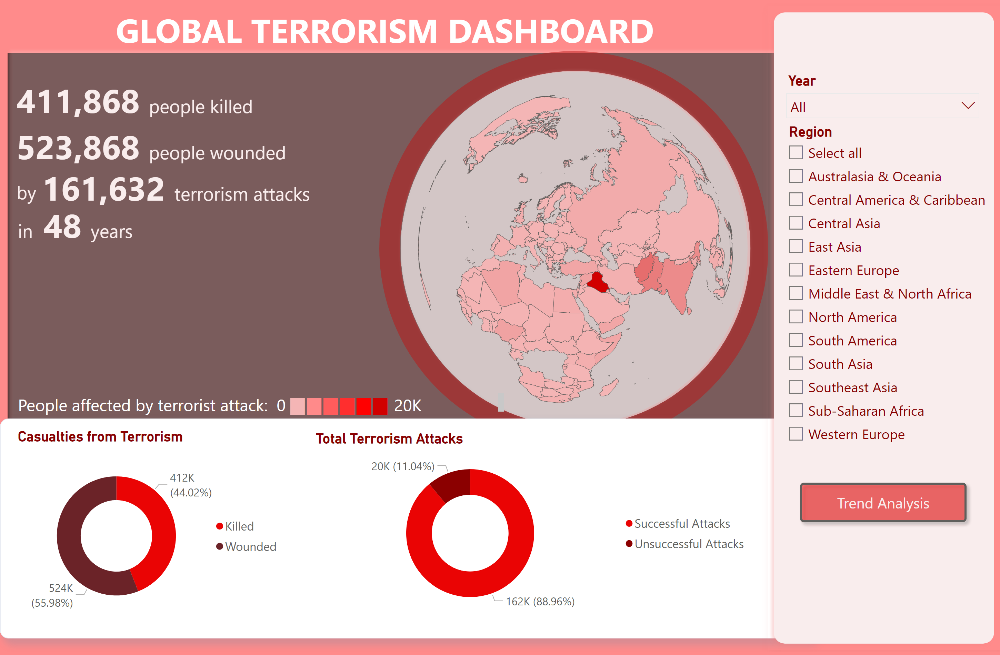 GLOBAL TERRORISM DASHBOARD
411,868 people killed
523,868 people wounded
by 161,632 terrorism attacks
in 48 years
People affected by terrorist attack: 0 20K
Casualties from Terrorism
412K
(44.02%)
524K
(55.98%)
Killed
Wounded
Total Terrorism Attacks
20K (11.04%)
162K (88.96%)
Successful Attacks
Unsuccessful Attacks
Year
All
Region
Select all
Australasia & Oceania
Central America & Caribbean
Central Asia
East Asia
Eastern Europe
Middle East & North Africa
North America
South America
South Asia
Southeast Asia
Sub-Saharan Africa
Western Europe
Trend Analysis